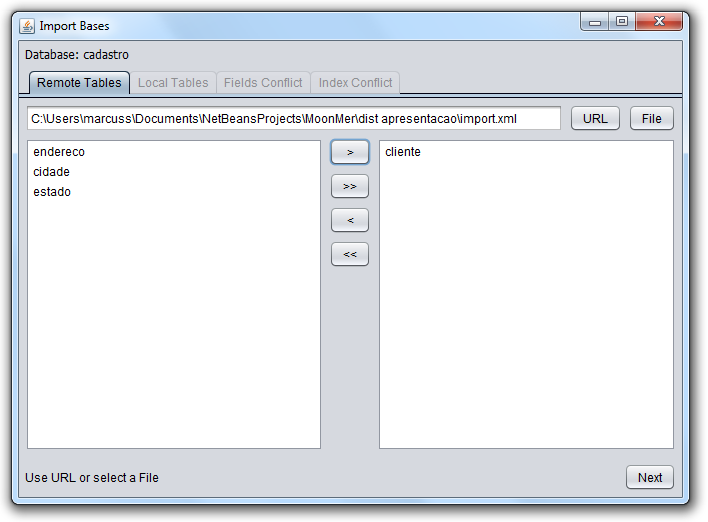 Import Bases
Database: cadastro
Remote Tables Local Tables Fields Conflict Index Conflict
C:\Users\marcuss\Documents\NetBeansProjects\MoonMer\dist apresentacao\import.xml URL File
endereco > cliente
cidade
>>
estado
<
<<
Use URL or select a File Next